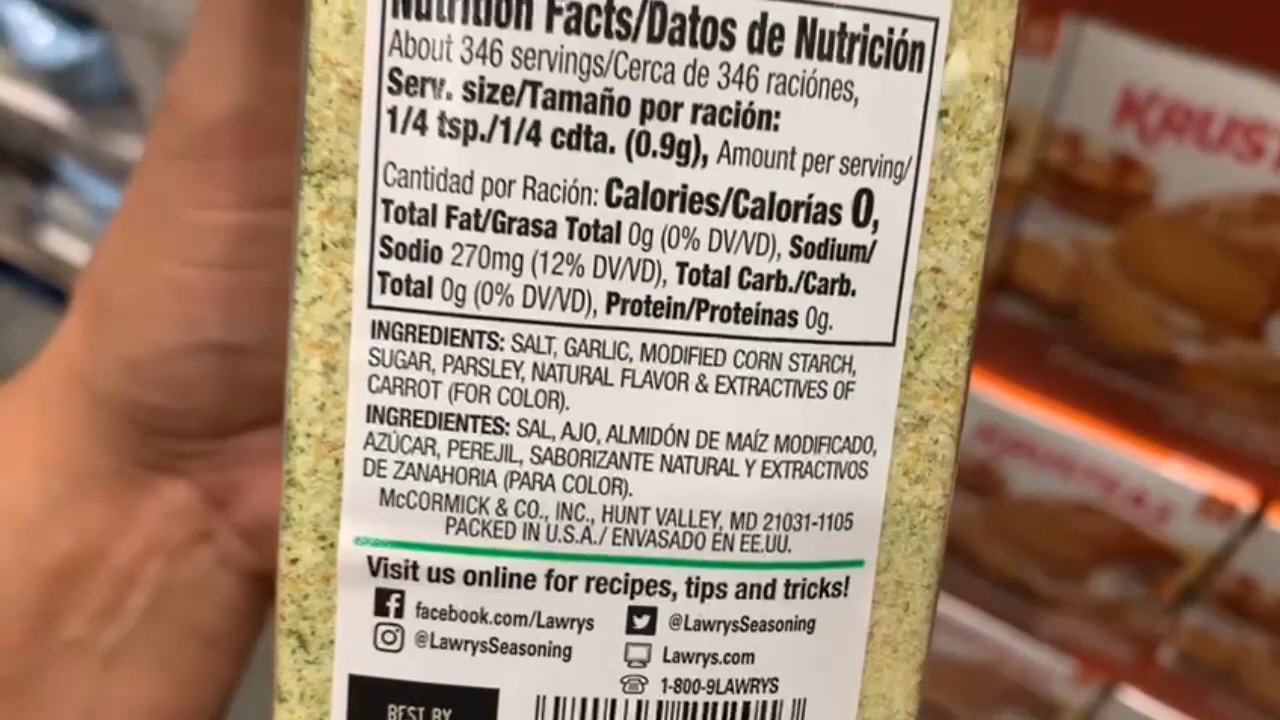 Nutrition Facts/Datos de Nutrición
About 346 servings/Cerca de 346 raciónes,
Serv. size/Tamaño por ración:
1/4 tsp./1/4 cdta. (0.9g), Amount per serving/
Cantidad por Ración: Calories/Calorías 0,
Total Fat/Grasa Total 0g (0% DV/VD), Sodium/
Sodio 270mg (12% DV/VD), Total Carb./Carb.
Total 0g (0% DV/VD), Protein/Proteínas 0g.
INGREDIENTS: SALT, GARLIC, MODIFIED CORN STARCH,
SUGAR, PARSLEY, NATURAL FLAVOR & EXTRACTIVES OF
CARROT (FOR COLOR).
INGREDIENTES: SAL, AJO, ALMIDÓN DE MAÍZ MODIFICADO,
AZÚCAR, PEREJIL, SABORIZANTE NATURAL Y EXTRACTIVOS
DE ZANAHORIA (PARA COLOR).
McCORMICK & CO., INC., HUNT VALLEY, MD 21031-1105
PACKED IN U.S.A./ ENVASADO EN EE.UU.
Visit us online for recipes, tips and tricks!
facebook.com/Lawrys @LawrysSeasoning
@LawrysSeasoning Lawrys.com
1-800-9LAWRYS
BEST BY
KRUST